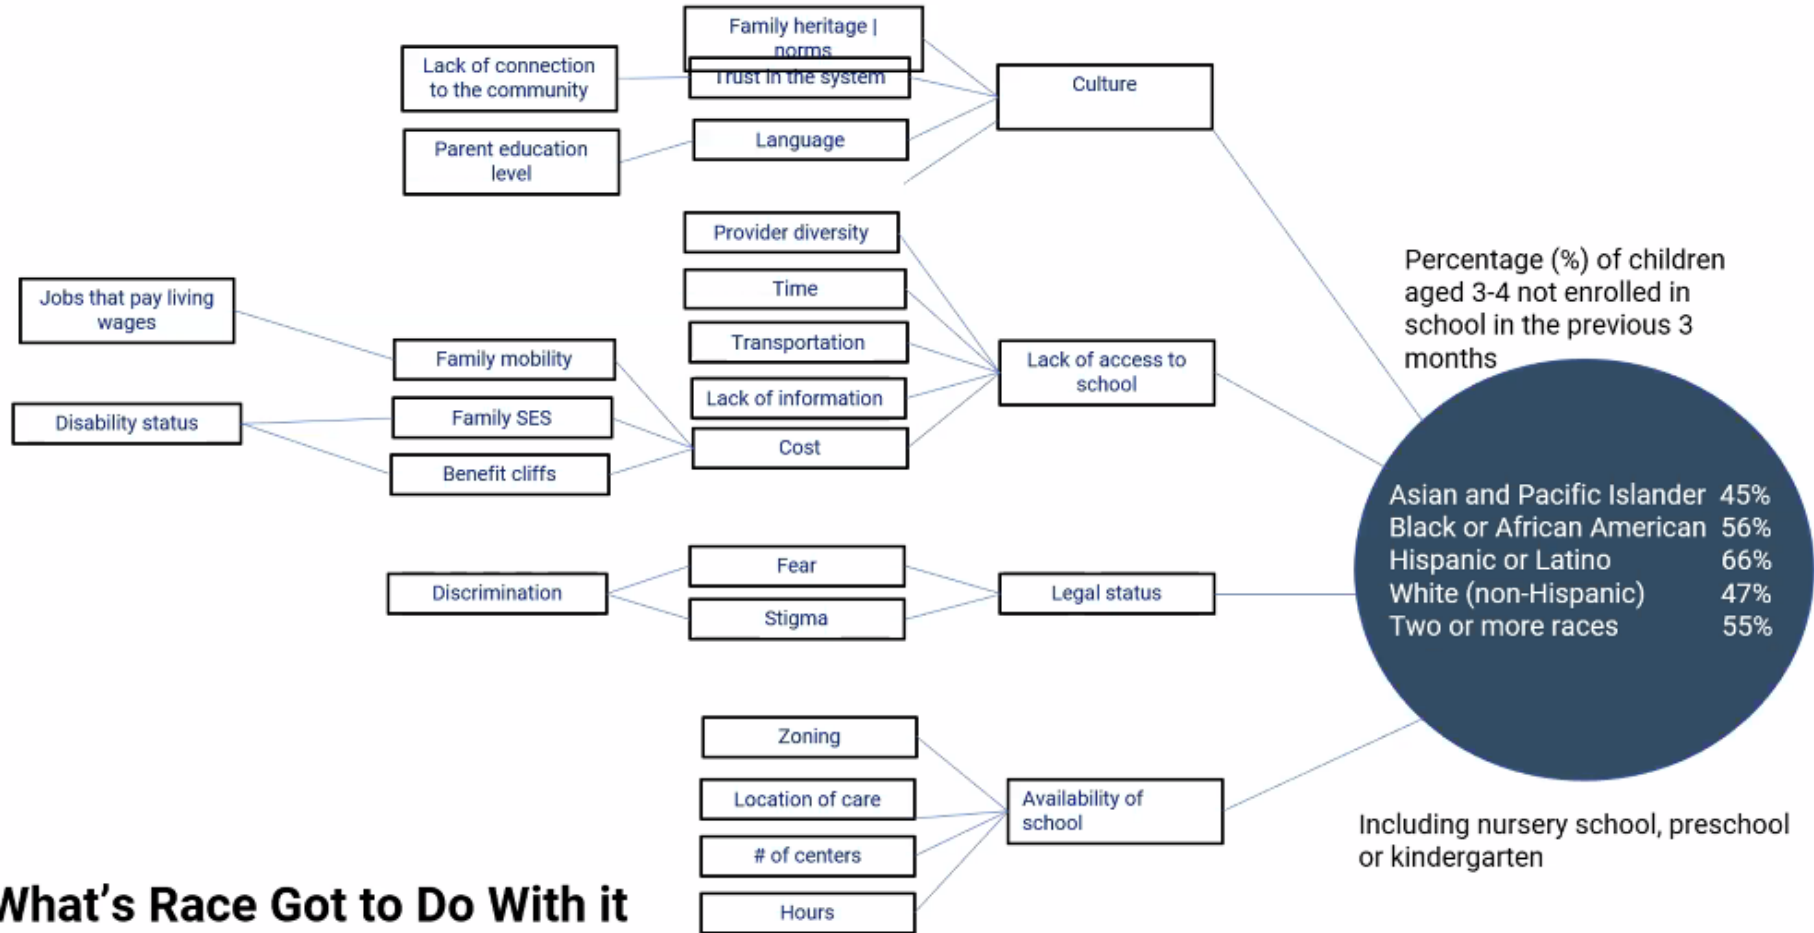 Family heritage |
norms
Trust in the system
Lack of connection
to the community
Culture
Language
Parent education
level
Provider diversity
Time
Transportation
Lack of information
Cost
Lack of access to
school
Jobs that pay living
wages
Family mobility
Family SES
Benefit cliffs
Disability status
Discrimination
Fear
Stigma
Legal status
Zoning
Location of care
# of centers
Hours
Availability of
school
Percentage (%) of children
aged 3-4 not enrolled in
school in the previous 3
months
Asian and Pacific Islander 45%
Black or African American 56%
Hispanic or Latino 66%
White (non-Hispanic) 47%
Two or more races 55%
Including nursery school, preschool
or kindergarten
What's Race Got to Do With it